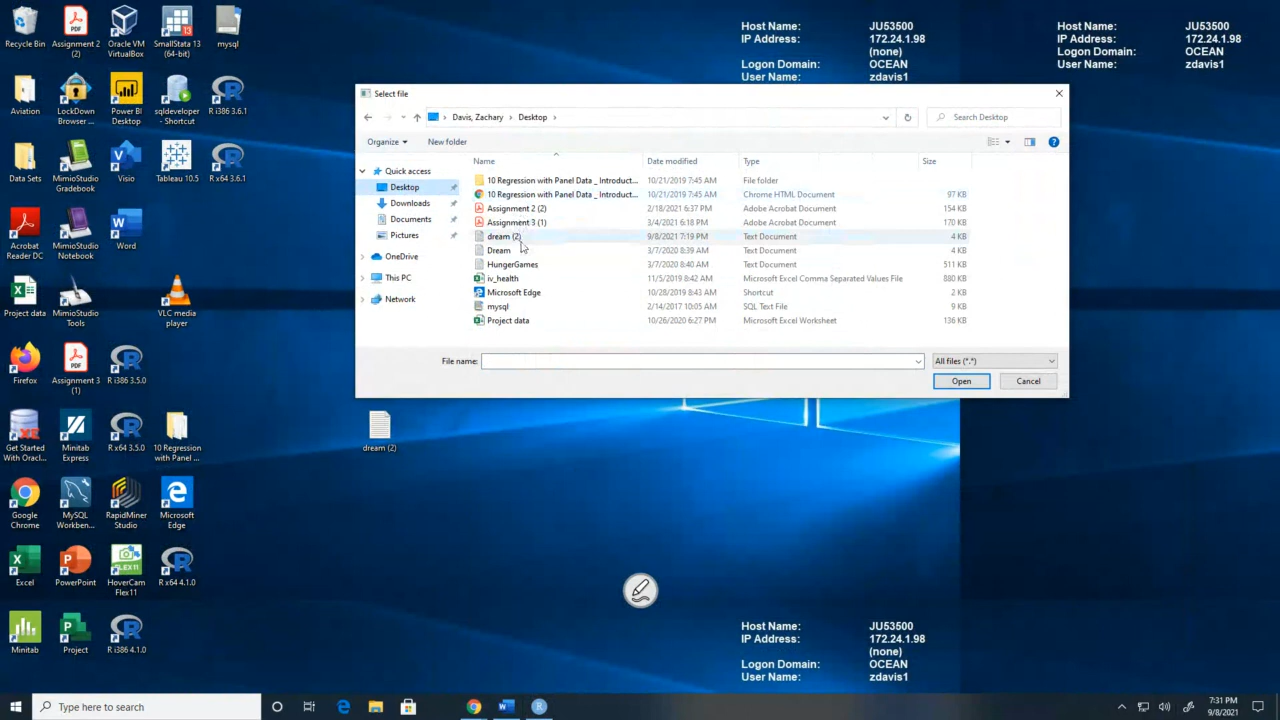 Recycle Bin
Assignment 2
(2)
Oracle VM
VirtualBox
SmallStata 13
(64-bit)
mysql
Aviation
LockDown
Browser ...
Power BI
Desktop
sqldeveloper
- Shortcut
R i386 3.6.1
Data Sets
MimioStudio
Gradebook
Visio
Tableau 10.5
R x64 3.6.1
Acrobat
Reader DC
MimioStudio
Notebook
Word
Project data
MimioStudio
Tools
VLC media
player
Firefox
Assignment 3
(1)
R i386 3.5.0
Get Started
With Oracl...
Minitab
Express
R x64 3.5.0
10 Regression
with Panel ...
Google
Chrome
MySQL
Workben...
RapidMiner
Studio
Microsoft
Edge
Excel
PowerPoint
HoverCam
Flex11
R x64 4.1.0
Minitab
Project
R i386 4.1.0
dream (2)
Host Name: JU53500
IP Address: 172.24.1.98
(none)
Logon Domain: OCEAN
User Name: zdavis1
Host Name: JU53500
IP Address: 172.24.1.98
Logon Domain: OCEAN
User Name: zdavis1
Select file
Davis, Zachary > Desktop >
Search Desktop
Organize
New folder
Quick access
Desktop
Downloads
Documents
Pictures
OneDrive
This PC
Network
Name Date modified Type Size
10 Regression with Panel Data _ Introduct... 10/21/2019 7:45 AM File folder
10 Regression with Panel Data _ Introduct... 10/21/2019 7:45 AM Chrome HTML Document 97 KB
Assignment 2 (2) 2/18/2021 6:37 PM Adobe Acrobat Document 154 KB
Assignment 3 (1) 3/4/2021 6:18 PM Adobe Acrobat Document 170 KB
dream (2) 9/8/2021 7:19 PM Text Document 4 KB
Dream 3/7/2020 8:39 AM Text Document 4 KB
HungerGames 3/7/2020 8:40 AM Text Document 511 KB
iv_health 11/5/2019 8:42 AM Microsoft Excel Comma Separated Values File 880 KB
Microsoft Edge 10/28/2019 8:43 AM Shortcut 2 KB
mysql 2/14/2017 10:05 AM SQL Text File 9 KB
Project data 10/26/2020 6:27 PM Microsoft Excel Worksheet 136 KB
File name:
All files (*.*)
Open
Cancel
Host Name: JU53500
IP Address: 172.24.1.98
(none)
Logon Domain: OCEAN
User Name: zdavis1
Type here to search
7:31 PM
9/8/2021